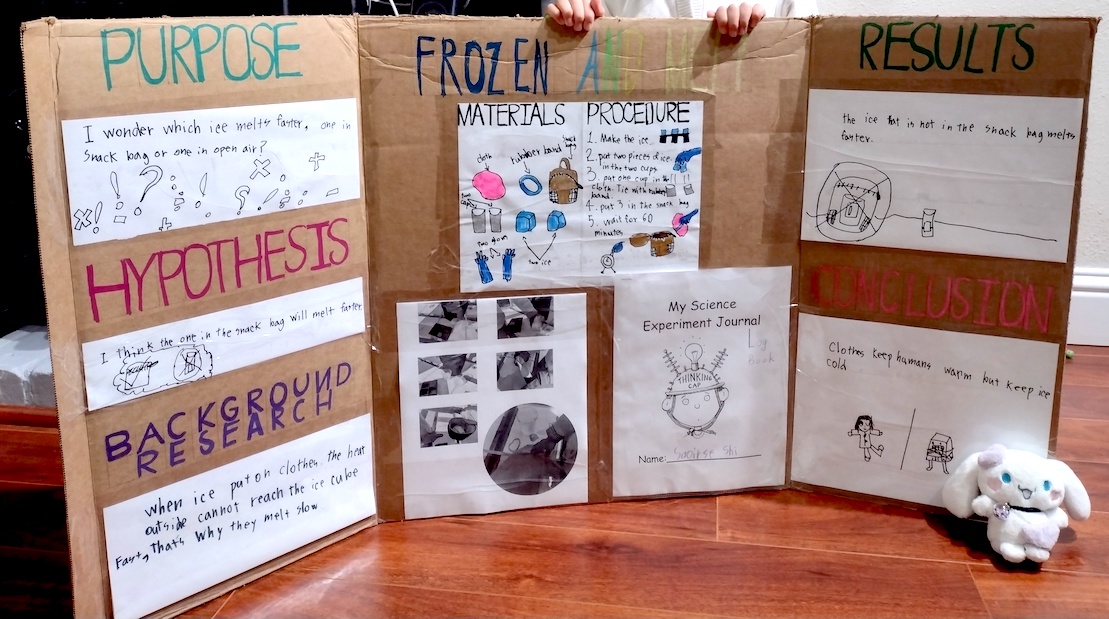 PURPOSE
I wonder which ice melts faster, one in
snack bag or one in open air?
HYPOTHESIS
I think the one in the snack bag will melt faster
BACKGROUND
RESEARCH
when ice put on clothes, the heat
outside cannot reach the ice cube
Easty, that's why they melt slow
FROZEN AND MELT
MATERIALS
cloth
rubber band
snack
bag
two
cups
two
two ice
PROCEDURE
1. Make the ice
2. put two pieces of ice
in the two cups
3. put one cup in the
cloth. Tie with rubber
band.
4. put 3 in the snack bag
5. wait for 60
minutes
My Science
Experiment Journal
Log
Book
THINKING
CAP
Name: Shi
RESULTS
the ice tat is not in the snack bag melts
faster.
CONCLUSION
Clothes keep humans warm but keep ice
cold